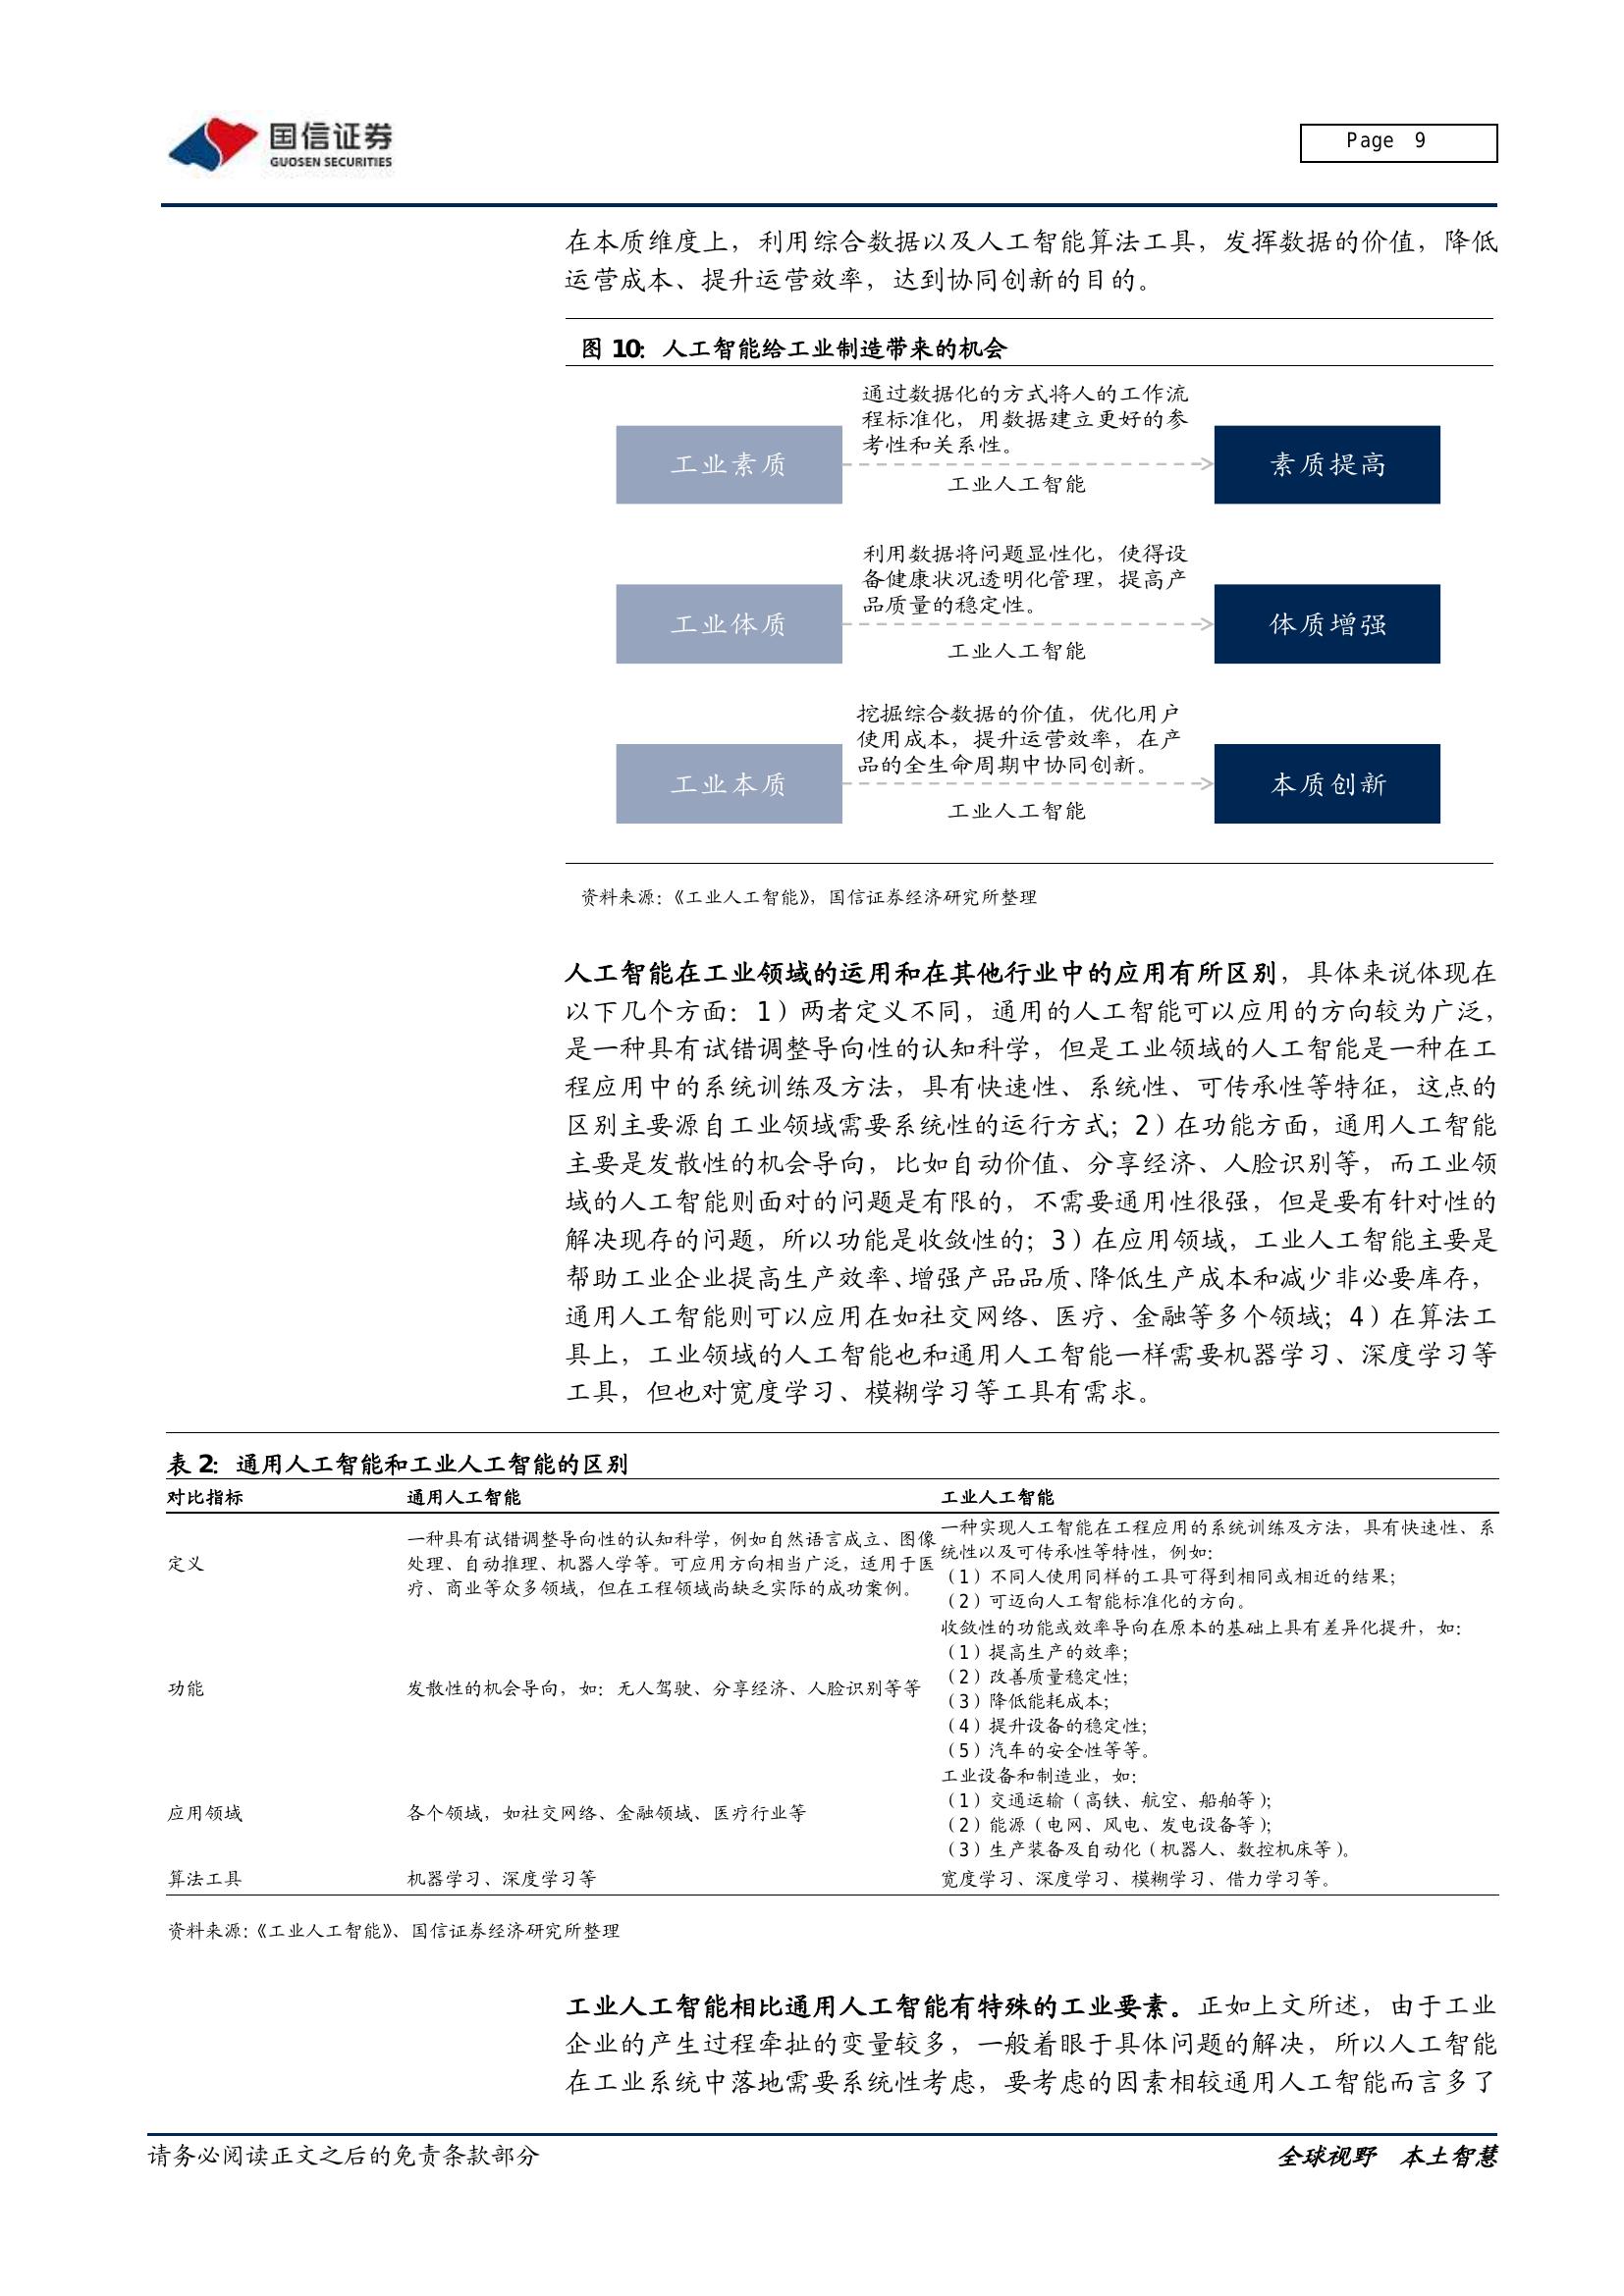 国信证券
GUOSEN SECURITIES
Page 9
在本质维度上，利用综合数据以及人工智能算法工具，发挥数据的价值，降低
运营成本、提升运营效率，达到协同创新的目的。
图 10：人工智能给工业制造带来的机会
通过数据化的方式将人的工作流
程标准化，用数据建立更好的参
考性和关系性。
工业素质
素质提高
工业人工智能
利用数据将问题显性化，使得设
备健康状况透明化管理，提高产
品质量的稳定性。
工业体质
体质增强
工业人工智能
挖掘综合数据的价值，优化用户
使用成本，提升运营效率，在产
品的全生命周期中协同创新。
工业本质
本质创新
工业人工智能
资料来源：《工业人工智能》，国信证券经济研究所整理
人工智能在工业领域的运用和在其他行业中的应用有所区别，具体来说体现在
以下几个方面：1）两者定义不同，通用的人工智能可以应用的方向较为广泛，
是一种具有试错调整导向性的认知科学，但是工业领域的人工智能是一种在工
程应用中的系统训练及方法，具有快速性、系统性、可传承性等特征，这点的
区别主要源自工业领域需要系统性的运行方式；2）在功能方面，通用人工智能
主要是发散性的机会导向，比如自动价值、分享经济、人脸识别等，而工业领
域的人工智能则面对的问题是有限的，不需要通用性很强，但是要有针对性的
解决现存的问题，所以功能是收敛性的；3）在应用领域，工业人工智能主要是
帮助工业企业提高生产效率、增强产品品质、降低生产成本和减少非必要库存，
通用人工智能则可以应用在如社交网络、医疗、金融等多个领域；4）在算法工
具上，工业领域的人工智能也和通用人工智能一样需要机器学习、深度学习等
工具，但也对宽度学习、模糊学习等工具有需求。
表 2：通用人工智能和工业人工智能的区别
对比指标 通用人工智能 工业人工智能
定义
一种具有试错调整导向性的认知科学，例如自然语言成立、图像
处理、自动推理、机器人学等。可应用方向相当广泛，适用于医
疗、商业等众多领域，但在工程领域尚缺乏实际的成功案例。
一种实现人工智能在工程应用的系统训练及方法，具有快速性、系
统性以及可传承性等特性，例如：
（1）不同人使用同样的工具可得到相同或相近的结果；
（2）可迈向人工智能标准化的方向。
功能
发散性的机会导向，如：无人驾驶、分享经济、人脸识别等等
收敛性的功能或效率导向在原本的基础上具有差异化提升，如：
（1）提高生产的效率；
（2）改善质量稳定性；
（3）降低能耗成本；
（4）提升设备的稳定性；
（5）汽车的安全性等等。
应用领域
各个领域，如社交网络、金融领域、医疗行业等
工业设备和制造业，如：
（1）交通运输（高铁、航空、船舶等）；
（2）能源（电网、风电、发电设备等）；
（3）生产装备及自动化（机器人、数控机床等）。
算法工具 机器学习、深度学习等 宽度学习、深度学习、模糊学习、借力学习等。
资料来源：《工业人工智能》、国信证券经济研究所整理
工业人工智能相比通用人工智能有特殊的工业要素。正如上文所述，由于工业
企业的产生过程牵扯的变量较多，一般着眼于具体问题的解决，所以人工智能
在工业系统中落地需要系统性考虑，要考虑的因素相较通用人工智能而言多了
请务必阅读正文之后的免责条款部分
全球视野 本土智慧